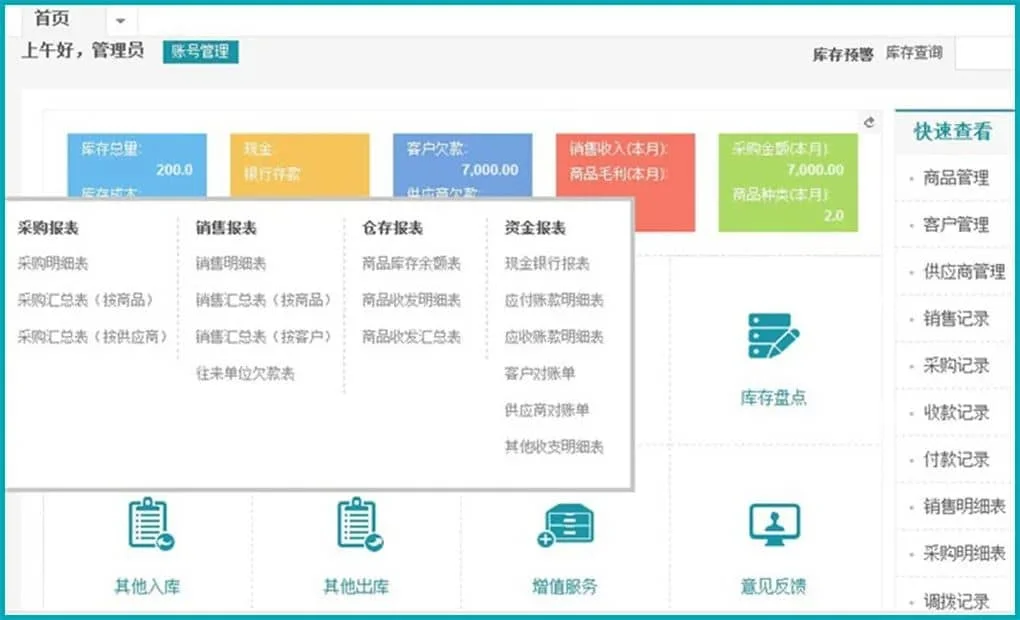 首页
上午好，管理员
账号管理
库存预警
库存查询
库存总量:
200.0
库存成本:
现金:
银行存款:
客户欠款:
7,000.00
供应商欠款:
销售收入(本月):
商品毛利(本月):
采购金额(本月):
7,000.00
商品种类(本月):
2.0
快速查看
商品管理
客户管理
供应商管理
销售记录
采购记录
收款记录
付款记录
销售明细表
采购明细表
调拨记录
采购报表
采购明细表
采购汇总表（按商品）
采购汇总表（按供应商）
销售报表
销售明细表
销售汇总表（按商品）
销售汇总表（按客户）
往来单位欠款表
仓存报表
商品库存余额表
商品收发明细表
商品收发汇总表
资金报表
现金银行报表
应付账款明细表
应收账款明细表
客户对账单
供应商对账单
其他收支明细表
库存盘点
其他入库
其他出库
增值服务
意见反馈